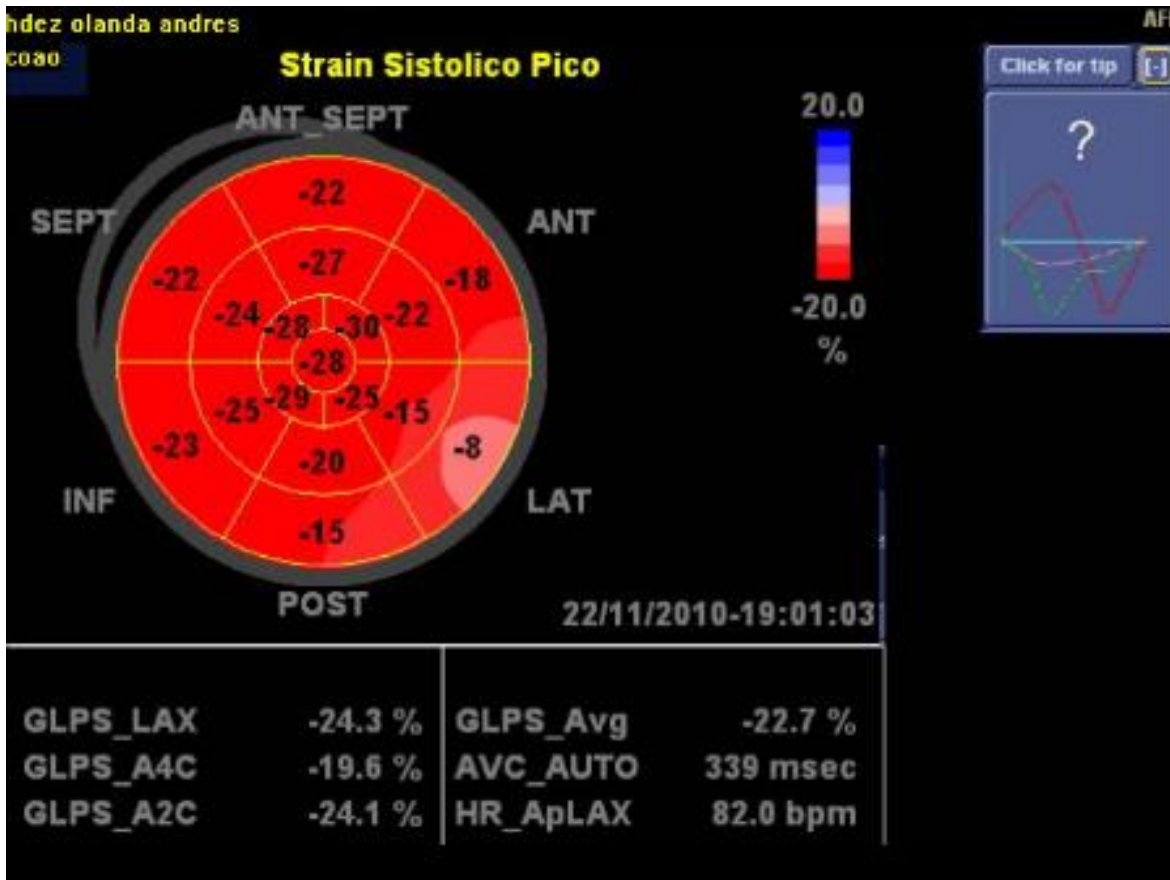 hdez olanda andres
AFI
Strain Sistolico Pico
Click for tip [-]
20.0
ANT_SEPT
?
SEPT
-22
ANT
-22
-27
-18
-24
-28
-30
-22
-20.0
%
-28
-25
-29
-25
-15
-23
-20
-8
INF
-15
LAT
POST
22/11/2010-19:01:03
GLPS_LAX -24.3 % GLPS_Avg -22.7 %
GLPS_A4C -19.6 % AVC_AUTO 339 msec
GLPS_A2C -24.1 % HR_ApLAX 82.0 bpm